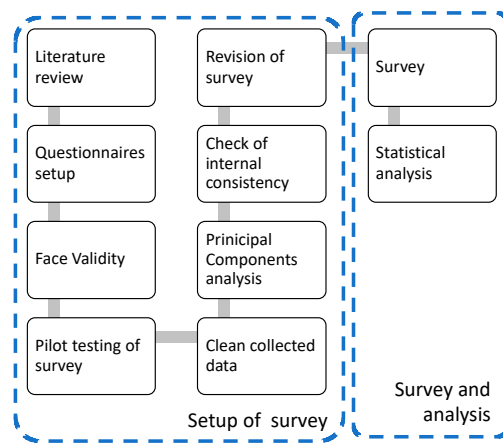 Literature
review
Questionnaires
setup
Face Validity
Pilot testing of
survey
Revision of
survey
Check of
internal
consistency
Prinicipal
Components
analysis
Clean collected
data
Setup of survey
Survey
Statistical
analysis
Survey and
analysis